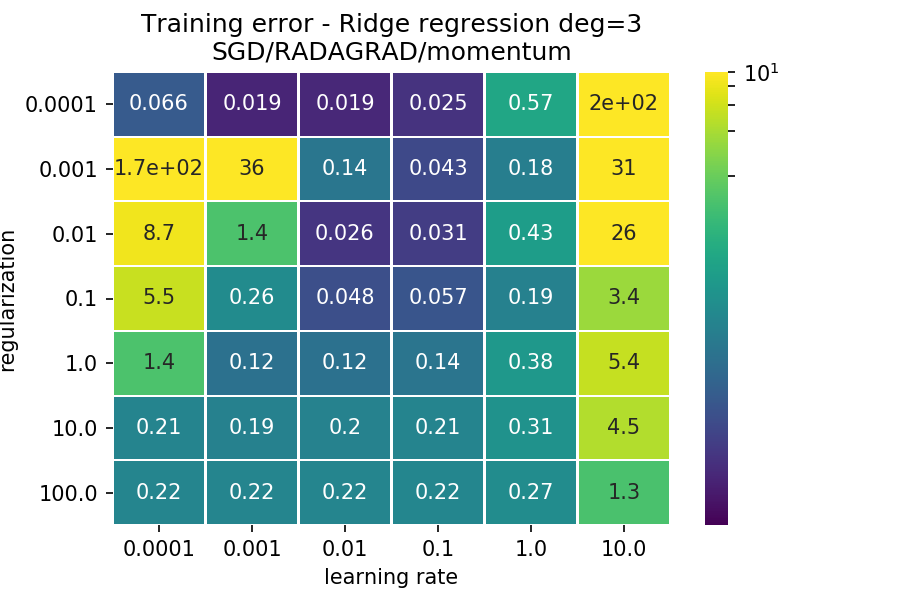 Training error - Ridge regression deg=3
SGD/RADAGRAD/momentum
regularization
0.0001 0.066 0.019 0.019 0.025 0.57 2e+02
0.001 1.7e+02 36 0.14 0.043 0.18 31
0.01 8.7 1.4 0.026 0.031 0.43 26
0.1 5.5 0.26 0.048 0.057 0.19 3.4
1.0 1.4 0.12 0.12 0.14 0.38 5.4
10.0 0.21 0.19 0.2 0.21 0.31 4.5
100.0 0.22 0.22 0.22 0.22 0.27 1.3
0.0001 0.001 0.01 0.1 1.0 10.0
learning rate
10¹